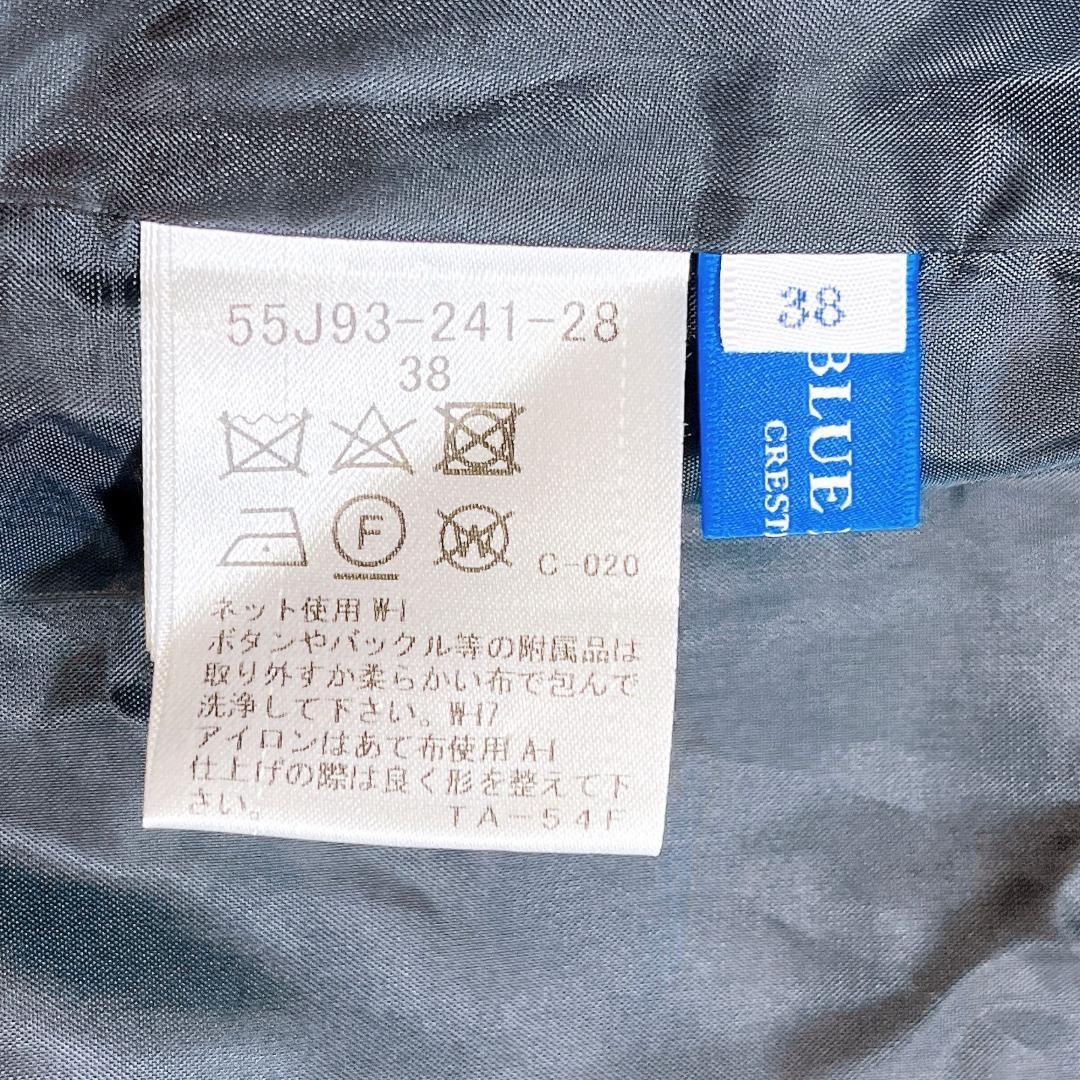 55J93-241-28
38
F
W
C-020
ネット使用 W-1
ボタンやバックル等の附属品は
取り外すか柔らかい布で包んで
洗浄して下さい。W-17
アイロンはあて布使用 A-1
仕上げの際は良く形を整えて下
さい。
TA-54F
38
BLUE
CREST